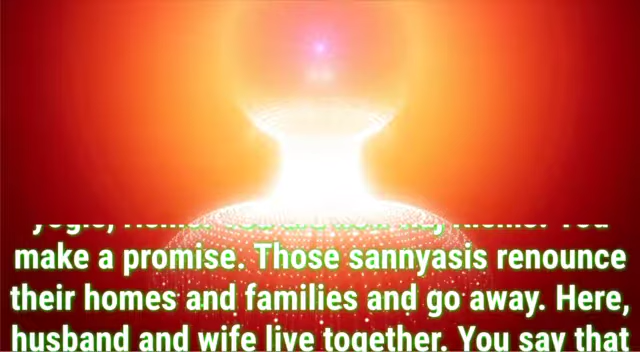 make a promise. Those sannyasis renounce
their homes and families and go away. Here,
husband and wife live together. You say that